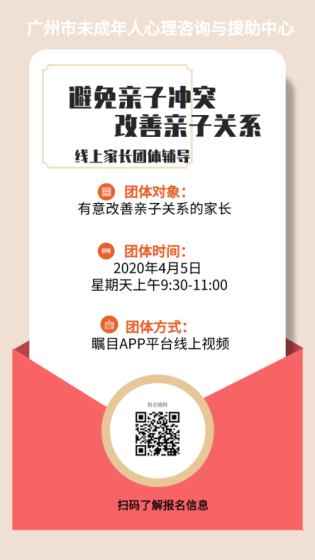 广州市未成年人心理咨询与援助中心
避免亲子冲突
改善亲子关系
线上家长团体辅导
团体对象：
有意改善亲子关系的家长
团体时间：
2020年4月5日
星期天上午9:30-11:00
团体方式：
瞩目APP平台线上视频
扫码了解报名信息